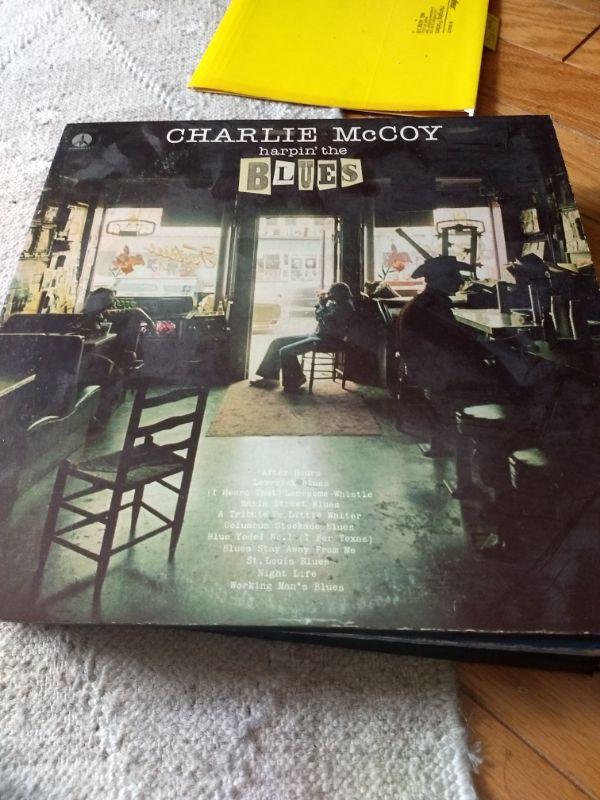 CHARLIE McCOY
harpin' the
BLUES
After Hours
Lovesick Blues
(I Heard That) Lonesome Whistle
Basin Street Blues
A Tribute To Little Walter
Columbus Stockade Blues
Blue Yodel No.1 (T For Texas)
Blues Stay Away From Me
St. Louis Blues
Night Life
Working Man's Blues